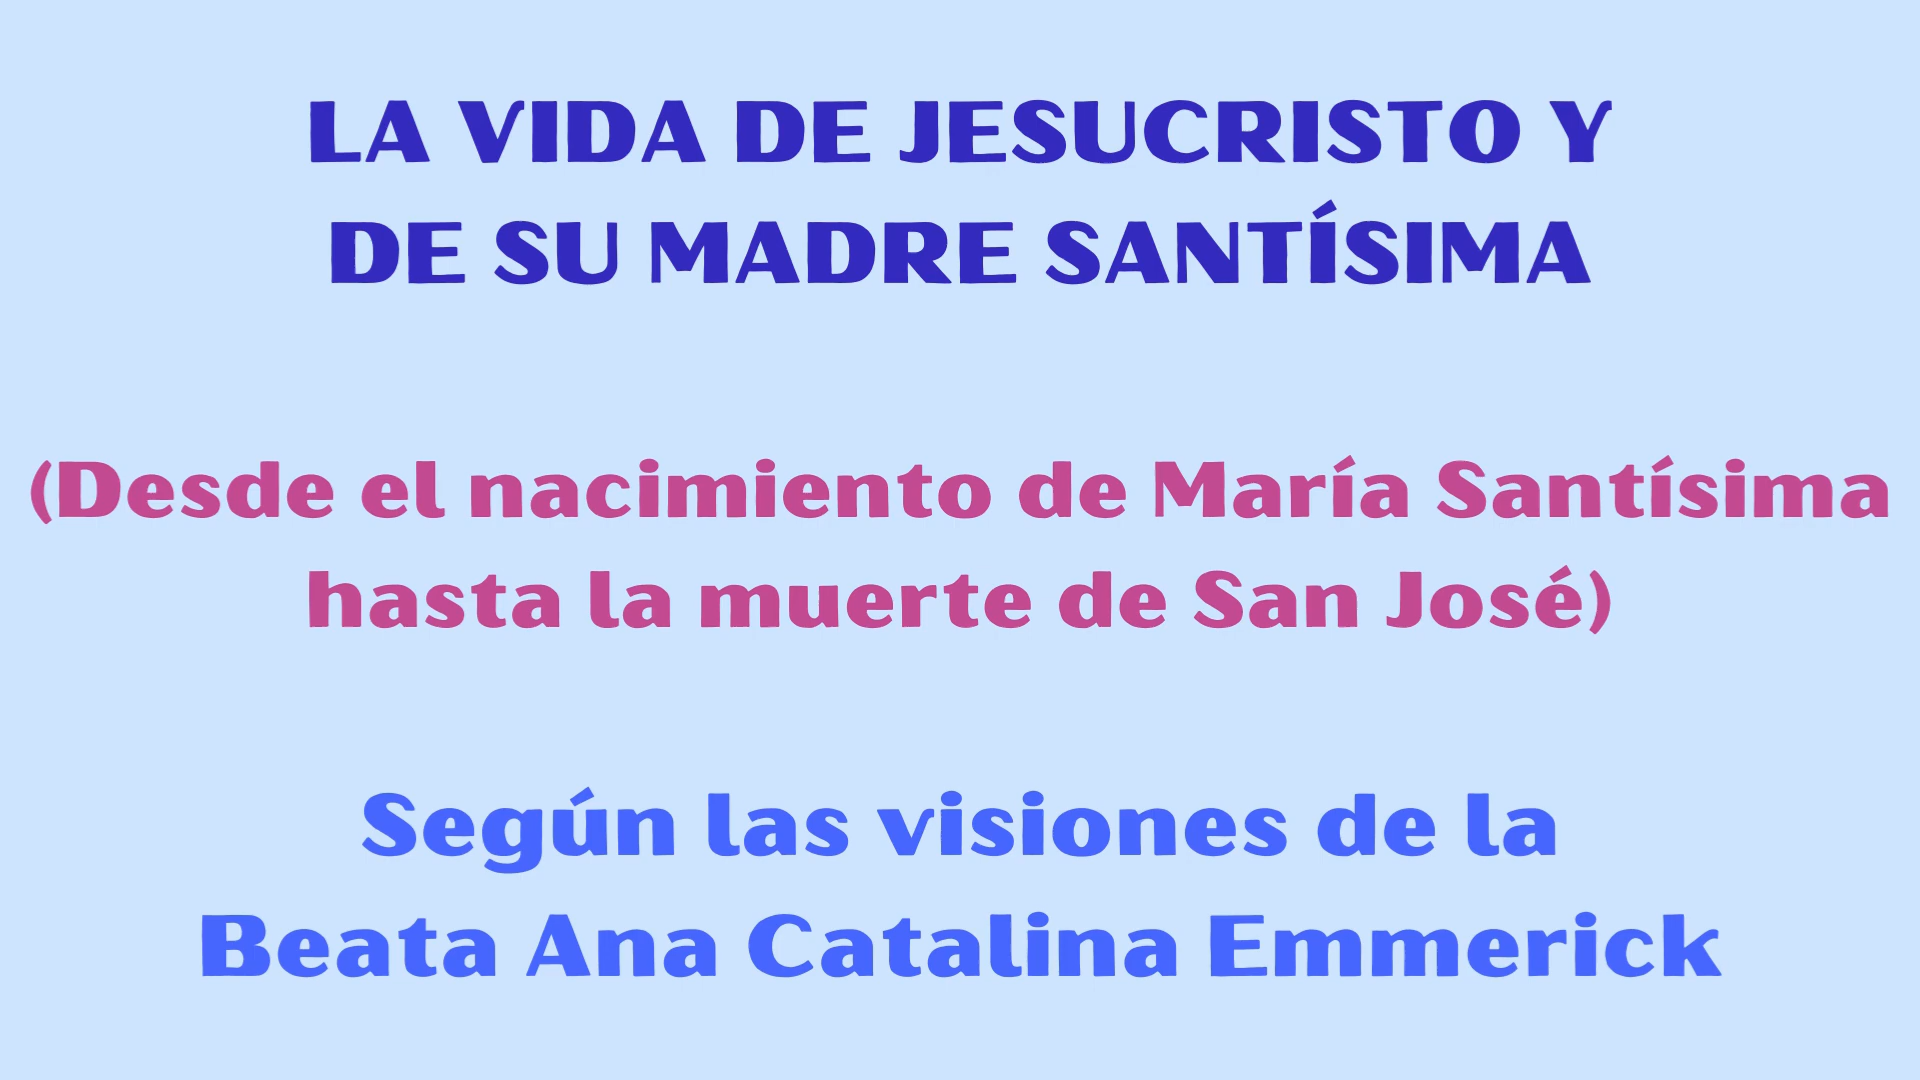 LA VIDA DE JESUCRISTO Y
DE SU MADRE SANTÍSIMA
(Desde el nacimiento de María Santísima
hasta la muerte de San José)
Según las visiones de la
Beata Ana Catalina Emmerick